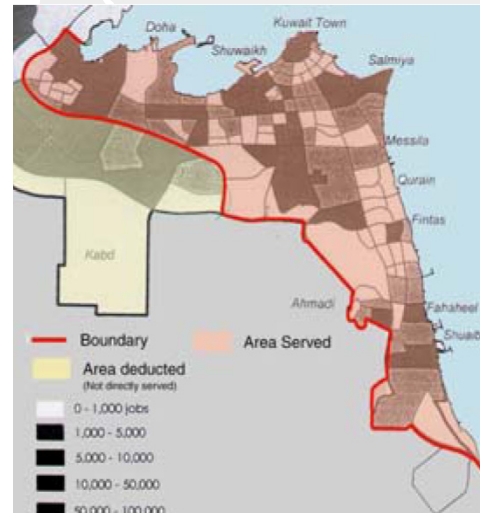 Doha
Kuwait Town
Shuwaikh
Salmiya
Messila
Qurain
Fintas
Kabd
Ahmadi
Fahaheel
Shuaib
Boundary
Area Served
Area deducted
(Not directly served)
0 - 1,000 jobs
1,000 - 5,000
5,000 - 10,000
10,000 - 50,000
50,000 - 100,000